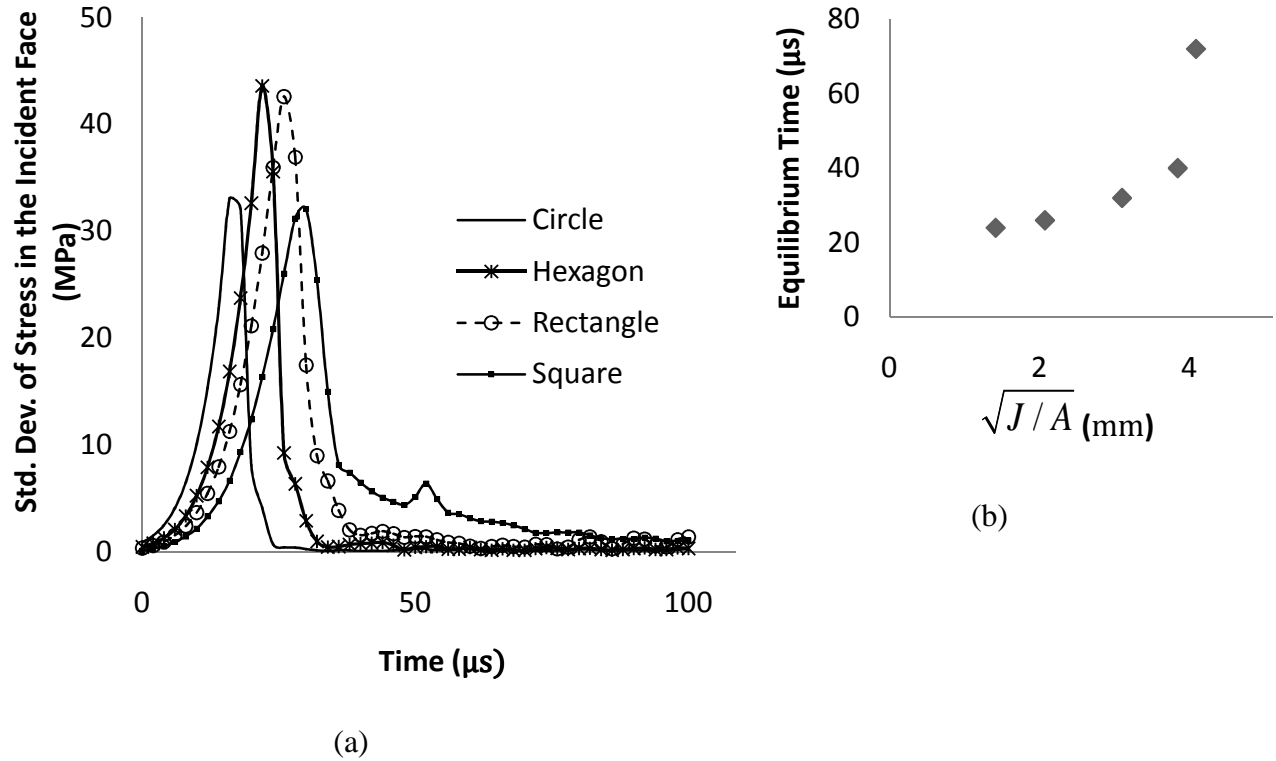 Std. Dev. of Stress in the Incident Face
(MPa)
50
40
30
20
10
0
0
50
100
Time (μs)
Circle
Hexagon
Rectangle
Square
(a)
Equilibrium Time (μs)
80
60
40
20
0
0
2
4
√J / A (mm)
(b)